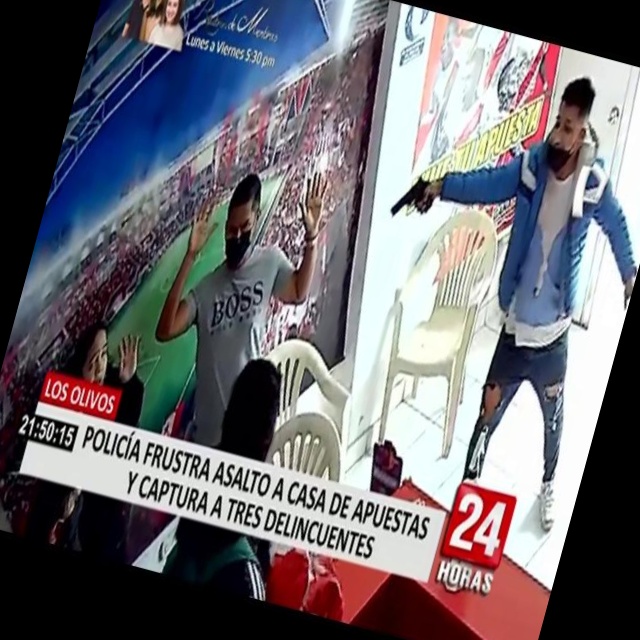 Lunes a Viernes 5:30 pm
BOSS
LOS OLIVOS
21:50:15
POLICÍA FRUSTRA ASALTO A CASA DE APUESTAS
Y CAPTURA A TRES DELINCUENTES
24
HORAS